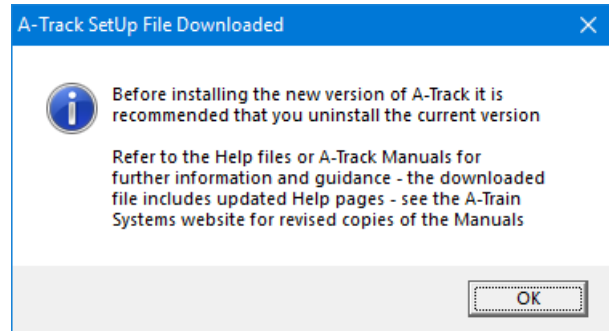 A-Track SetUp File Downloaded
Before installing the new version of A-Track it is
recommended that you uninstall the current version
Refer to the Help files or A-Track Manuals for
further information and guidance - the downloaded
file includes updated Help pages - see the A-Train
Systems website for revised copies of the Manuals
OK